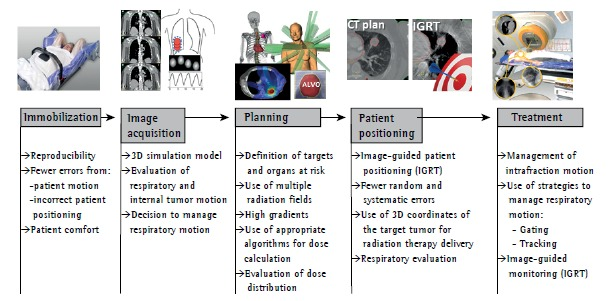 CT plan
IGRT
ALVO
Immobilization
Image
acquisition
Planning
Patient
positioning
Treatment
→Reproducibility
→Fewer errors from:
-patient motion
-incorrect patient
positioning
→Patient comfort
→3D simulation model
→Evaluation of
respiratory and
internal tumor motion
→Decision to manage
respiratory motion
→Definition of targets
and organs at risk
→Use of multiple
radiation fields
→High gradients
→Use of appropriate
algorithms for dose
calculation
→Evaluation of dose
distribution
→Image-guided patient
positioning (IGRT)
→Fewer random and
systematic errors
→Use of 3D coordinates of
the target tumor for
radiation therapy delivery
→Respiratory evaluation
→Management of
intrafraction motion
→Use of strategies to
manage respiratory
motion:
- Gating
- Tracking
→Image-guided
monitoring (IGRT)